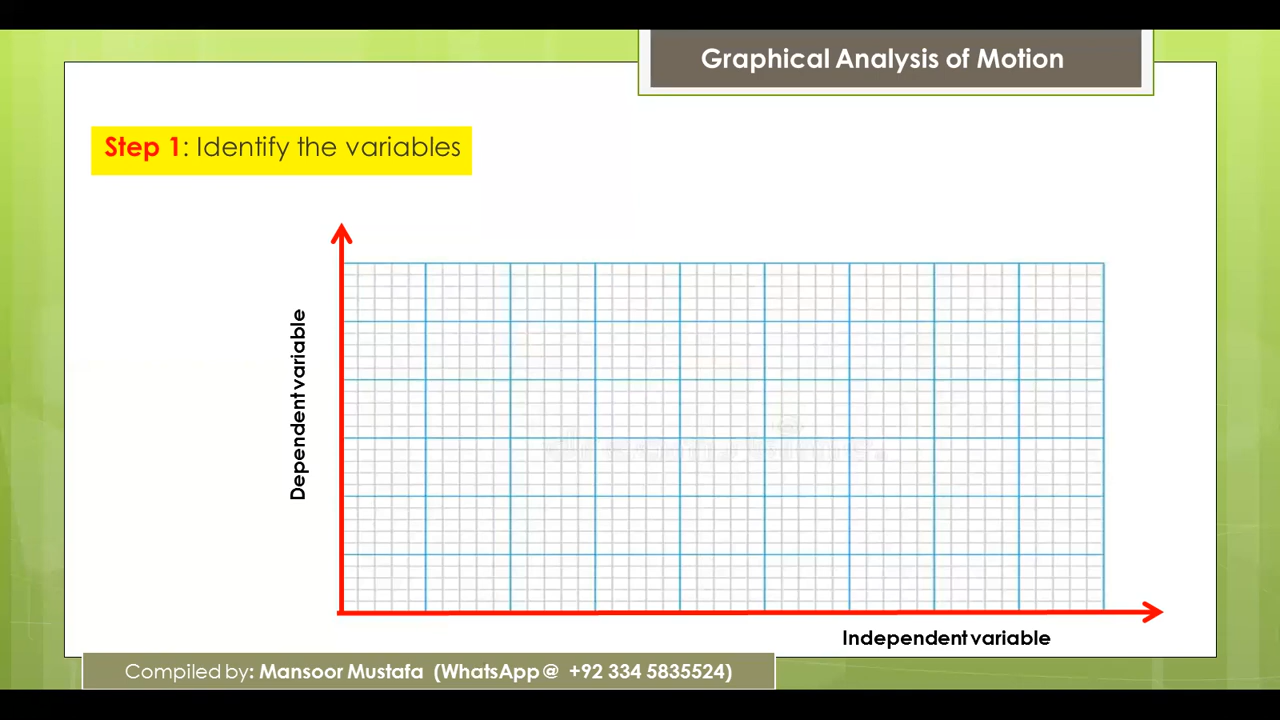 Graphical Analysis of Motion
Step 1: Identify the variables
Dependent variable
Independent variable
Compiled by: Mansoor Mustafa (WhatsApp @ +92 334 5835524)